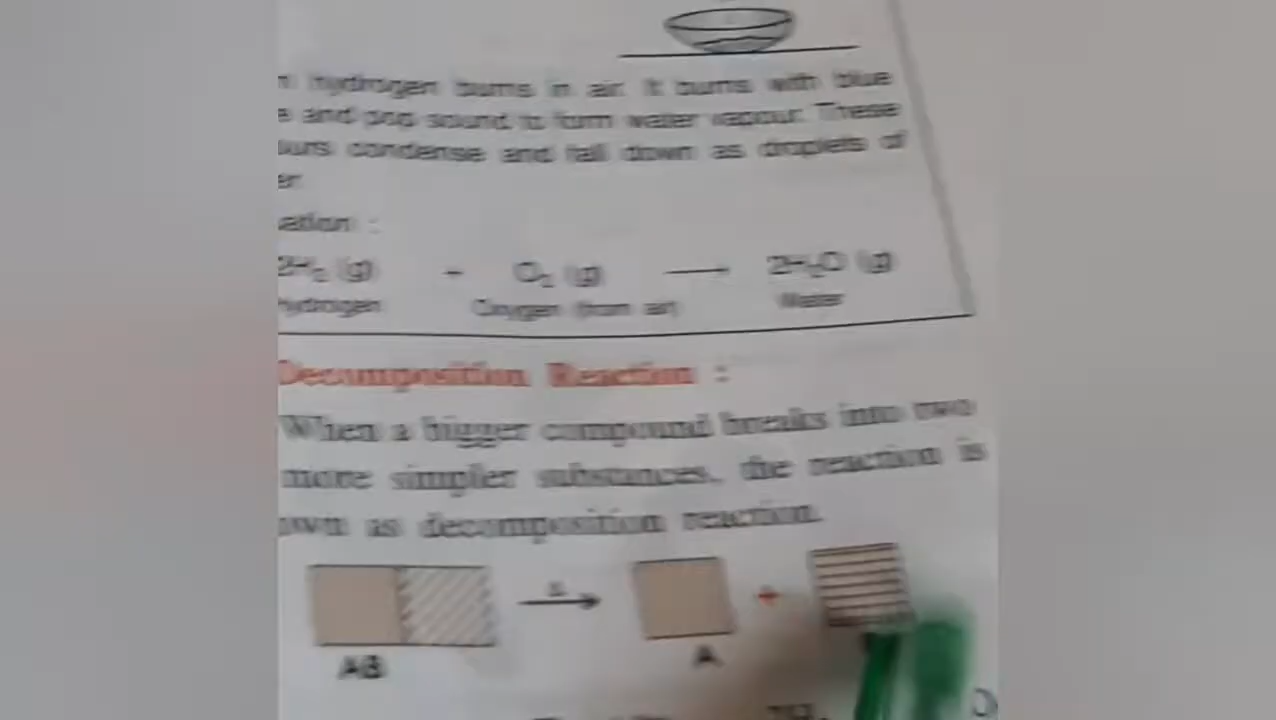 hydrogen burns in air. It burns with blue
and pop sound to form water vapour. These
urs condense and fall down as droplets of
er
ation :
2H₂ (g) + O₂ (g) ⟶ 2H₂O (g)
hydrogen Oxygen (from air) Water
Decomposition Reaction :
When a bigger compound breaks into two
more simpler substances, the reaction is
own as decomposition reaction.
+
AB A